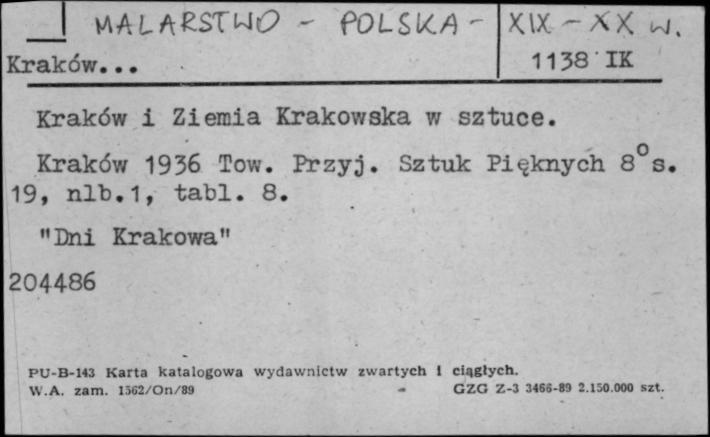 MALARSTWO - POLSKA - XIX - XX w.
Kraków... 1138 IK
Kraków i Ziemia Krakowska w sztuce.
Kraków 1936 Tow. Przyj. Sztuk Pięknych 8° s.
19, nlb.1, tabl. 8.
"Dni Krakowa"
204486
PU-B-143 Karta katalogowa wydawnictw zwartych i ciągłych.
W.A. zam. 1562/On/89 GZG Z-3 3466-89 2.150.000 szt.